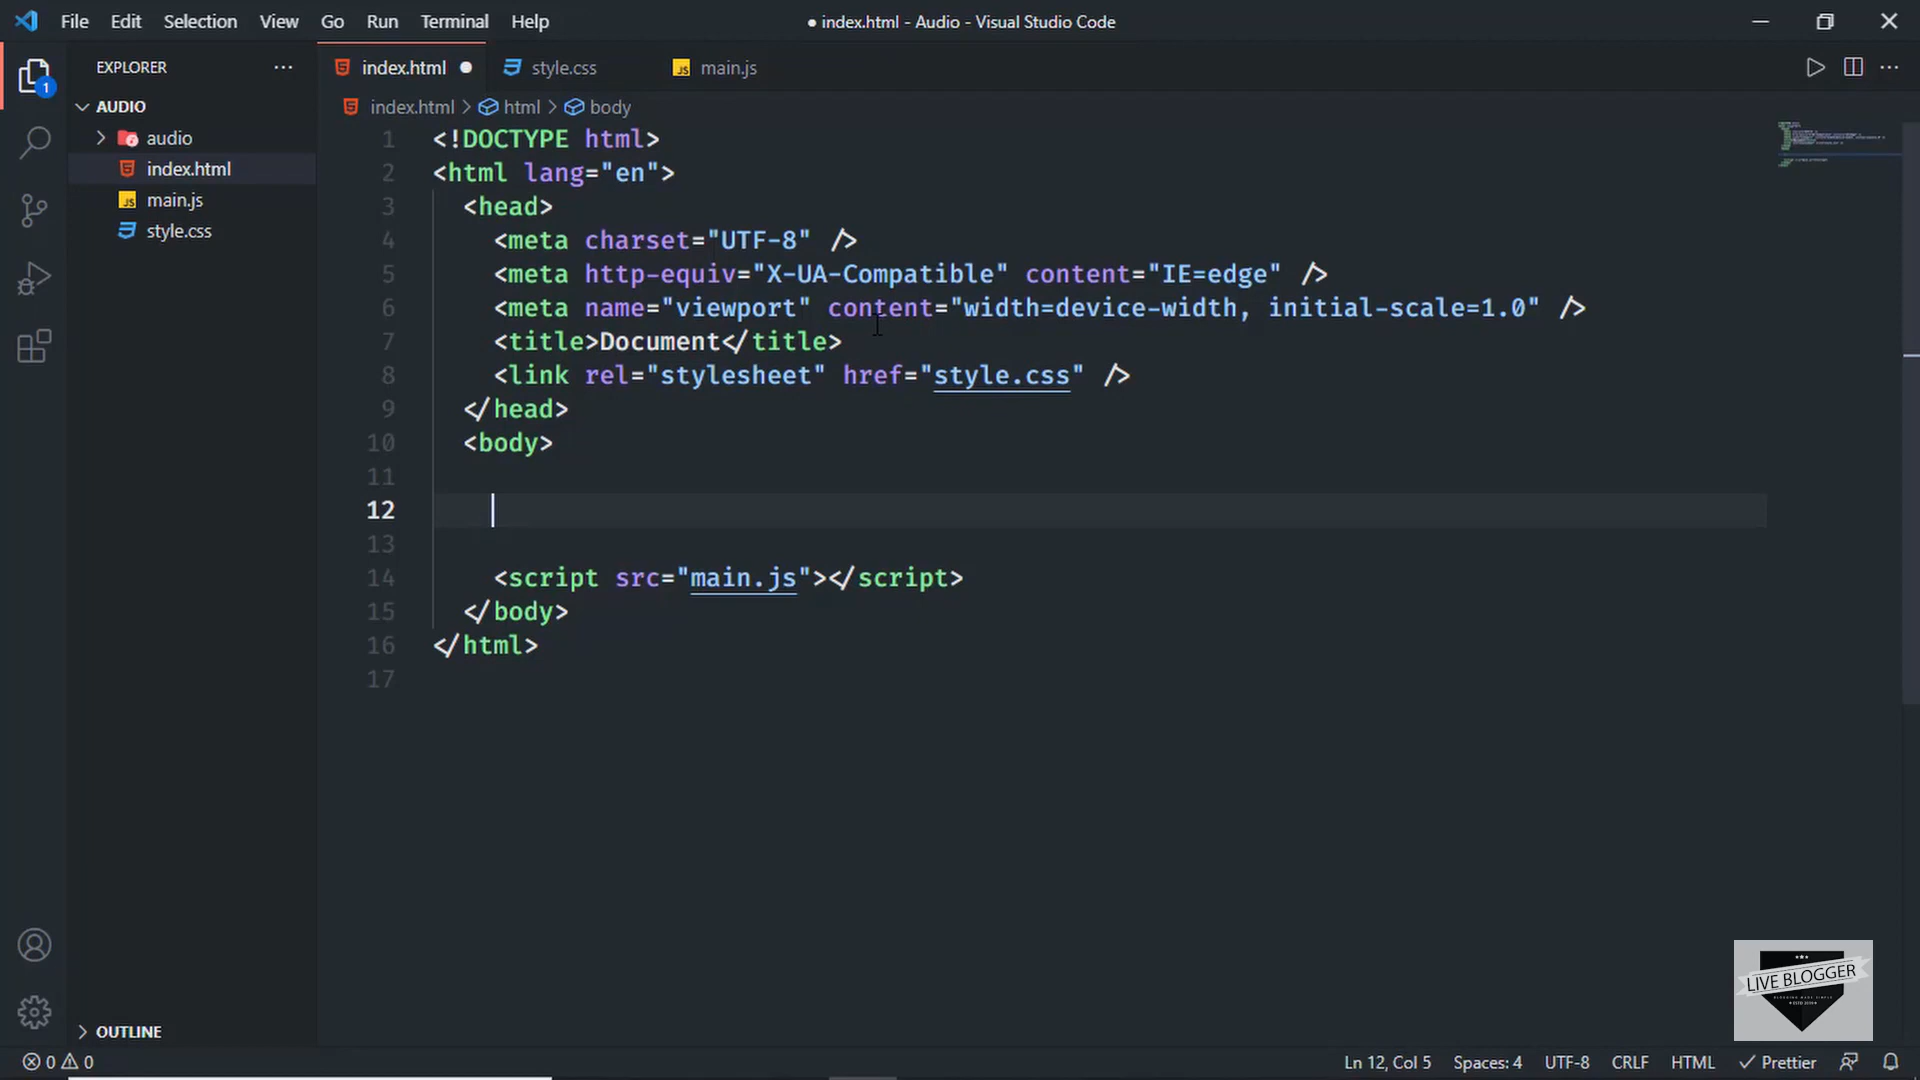 File Edit Selection View Go Run Terminal Help
● index.html - Audio - Visual Studio Code
EXPLORER
1
AUDIO
audio
index.html
main.js
style.css
OUTLINE
index.html ● style.css main.js
index.html > html > body
1 <!DOCTYPE html>
2 <html lang="en">
3 <head>
4 <meta charset="UTF-8" />
5 <meta http-equiv="X-UA-Compatible" content="IE=edge" />
6 <meta name="viewport" content="width=device-width, initial-scale=1.0" />
7 <title>Document</title>
8 <link rel="stylesheet" href="style.css" />
9 </head>
10 <body>
11
12
13
14 <script src="main.js"></script>
15 </body>
16 </html>
17
LIVE BLOGGER
0 0
Ln 12, Col 5 Spaces: 4 UTF-8 CRLF HTML Prettier